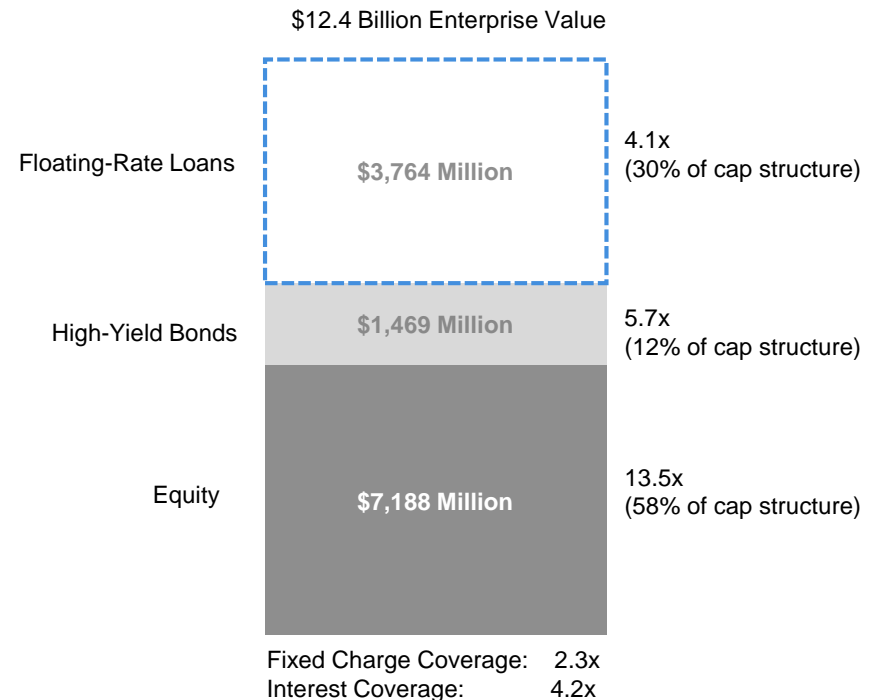 $12.4 Billion Enterprise Value
Floating-Rate Loans
$3,764 Million
4.1x
(30% of cap structure)
High-Yield Bonds
$1,469 Million
5.7x
(12% of cap structure)
Equity
$7,188 Million
13.5x
(58% of cap structure)
Fixed Charge Coverage: 2.3x
Interest Coverage: 4.2x